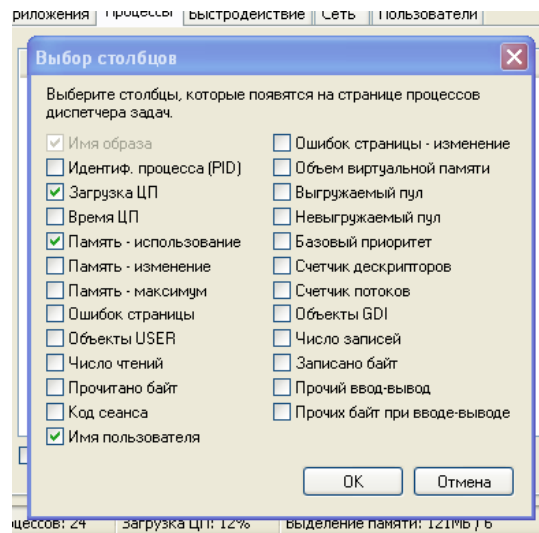 риложения Процессы Быстродействие Сеть Пользователи
Выбор столбцов
Выберите столбцы, которые появятся на странице процессов
диспетчера задач.
Имя образа
Идентиф. процесса (PID)
Загрузка ЦП
Время ЦП
Память - использование
Память - изменение
Память - максимум
Ошибок страницы
Объекты USER
Число чтений
Прочитано байт
Код сеанса
Имя пользователя
Ошибок страницы - изменение
Объем виртуальной памяти
Выгружаемый пул
Невыгружаемый пул
Базовый приоритет
Счетчик дескрипторов
Счетчик потоков
Объекты GDI
Число записей
Записано байт
Прочий ввод-вывод
Прочих байт при вводе-выводе
OK Отмена
цессов: 24 Загрузка ЦП: 12% Выделение памяти: 121МБ / 6